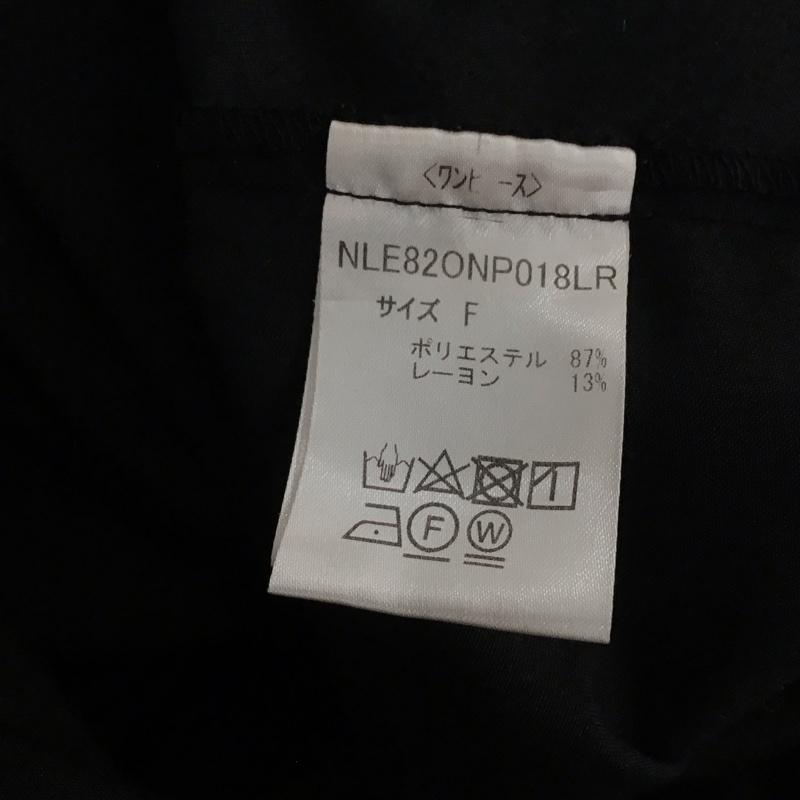 〈ワンピース〉
NLE82ONP018LR
サイズ F
ポリエステル 87%
レーヨン 13%
F W